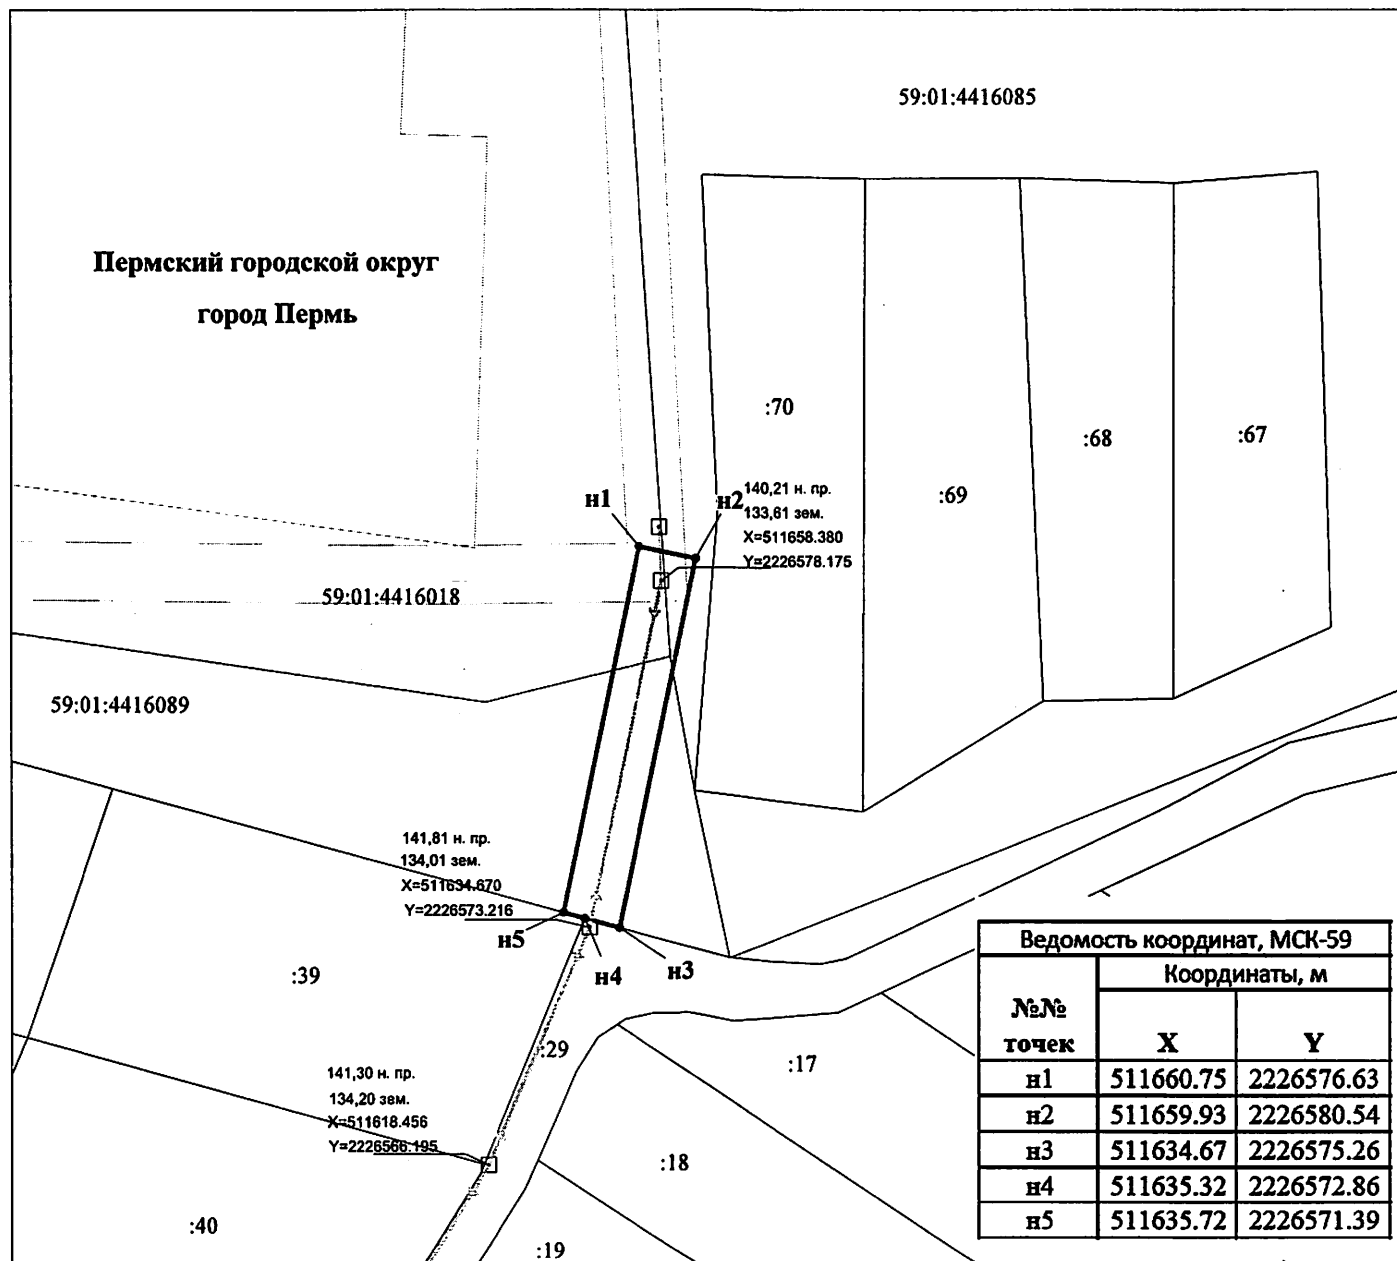 59:01:4416085
Пермский городской округ
город Пермь
:70
:68
:67
:69
н1
н2
140,21 н. пр.
133,61 зем.
X=511658.380
Y=2226578.175
59:01:4416018
59:01:4416089
141,81 н. пр.
134,01 зем.
X=511634.670
Y=2226573.216
н5
н4
н3
:39
:29
:17
141,30 н. пр.
134,20 зем.
X=511618.456
Y=2226566.195
:18
:40
:19
Ведомость координат, МСК-59
№№ точек
Координаты, м
X Y
н1 511660.75 2226576.63
н2 511659.93 2226580.54
н3 511634.67 2226575.26
н4 511635.32 2226572.86
н5 511635.72 2226571.39